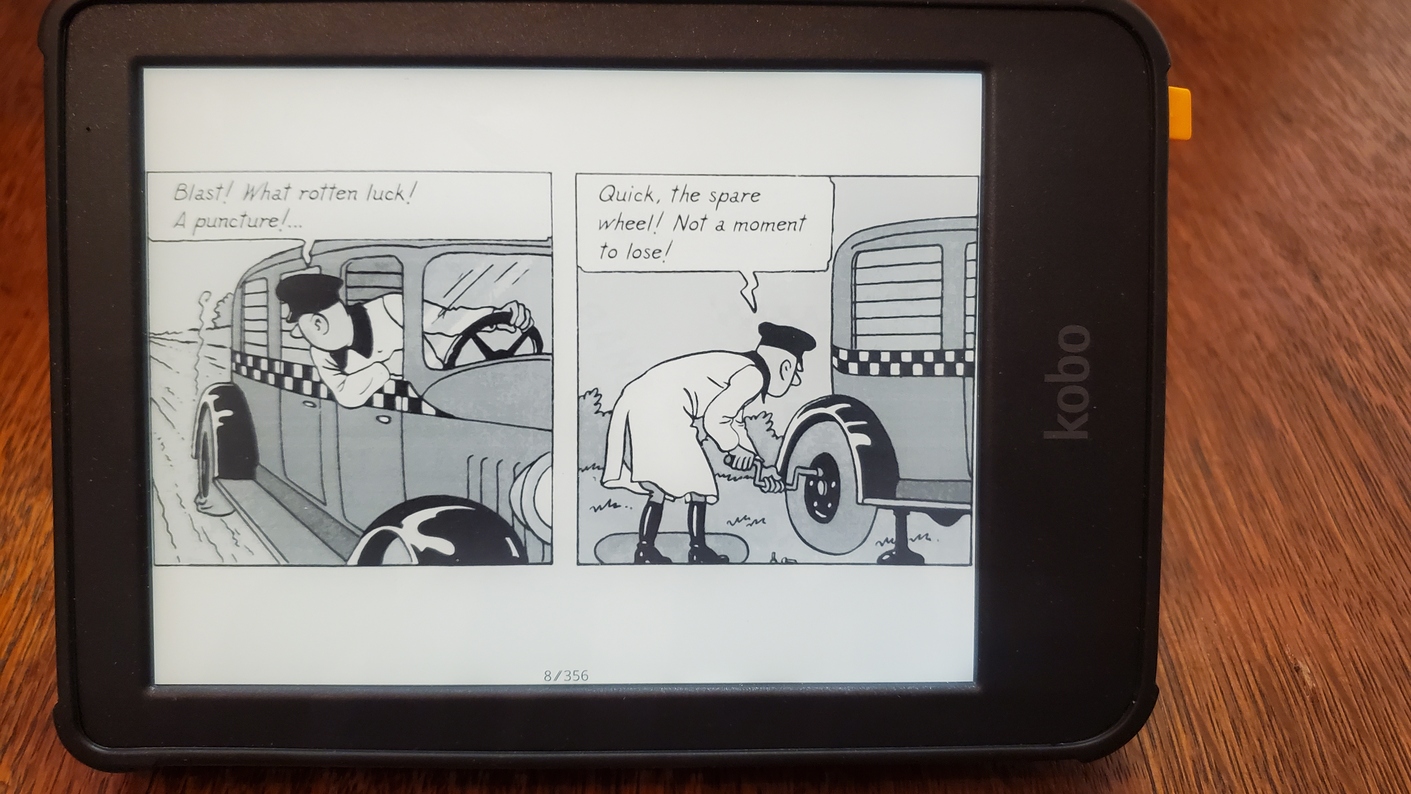 Blast! What rotten luck!
A puncture!...
Quick, the spare
wheel! Not a moment
to lose!
8/356
kobo